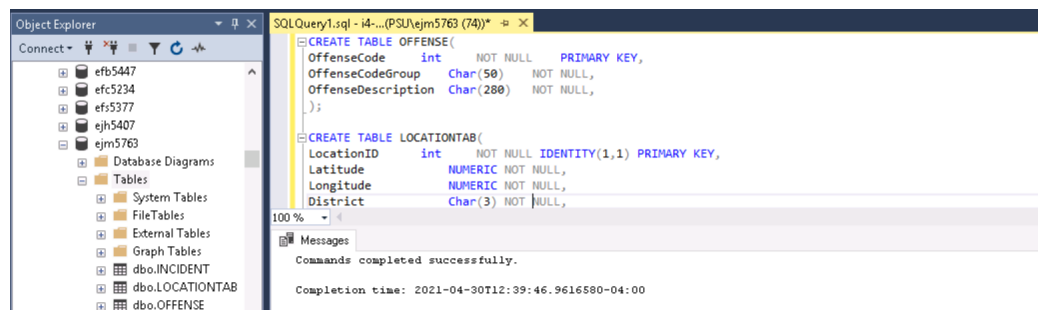 Object Explorer
Connect
efb5447
efc5234
efs5377
ejh5407
ejm5763
Database Diagrams
Tables
System Tables
FileTables
External Tables
Graph Tables
dbo.INCIDENT
dbo.LOCATIONTAB
dbo.OFFENSE
SQLQuery1.sql - i4-...(PSU\ejm5763 (74))*
CREATE TABLE OFFENSE(
OffenseCode int NOT NULL PRIMARY KEY,
OffenseCodeGroup Char(50) NOT NULL,
OffenseDescription Char(280) NOT NULL,
);
CREATE TABLE LOCATIONTAB(
LocationID int NOT NULL IDENTITY(1,1) PRIMARY KEY,
Latitude NUMERIC NOT NULL,
Longitude NUMERIC NOT NULL,
District Char(3) NOT NULL,
100 %
Messages
Commands completed successfully.
Completion time: 2021-04-30T12:39:46.9616580-04:00